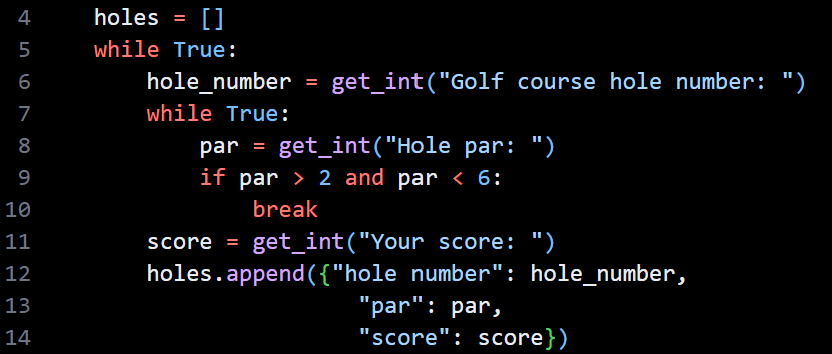 4 holes = []
5 while True:
6 hole_number = get_int("Golf course hole number: ")
7 while True:
8 par = get_int("Hole par: ")
9 if par > 2 and par < 6:
10 break
11 score = get_int("Your score: ")
12 holes.append({"hole number": hole_number,
13 "par": par,
14 "score": score})